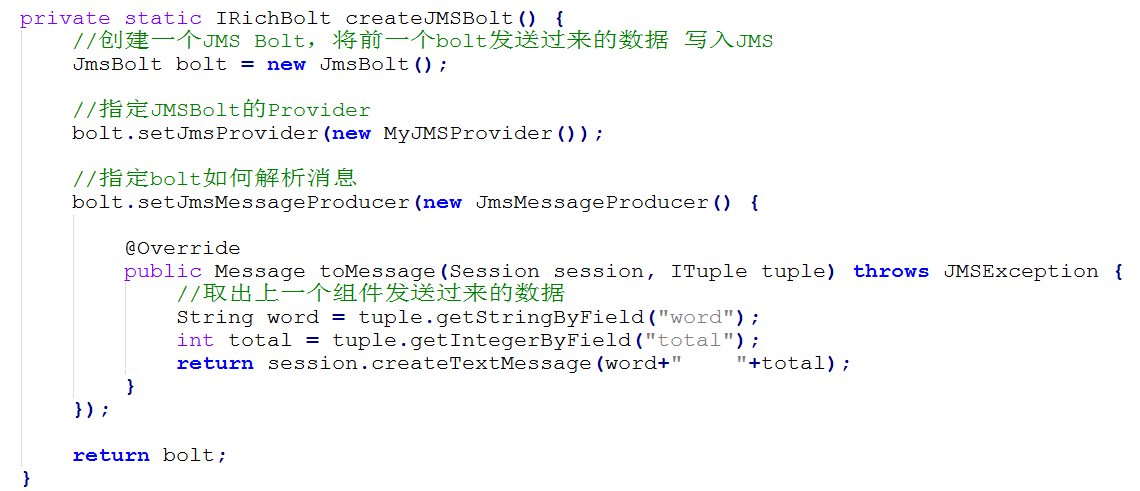 private static IRichBolt createJMSBolt() {
    //创建一个JMS Bolt，将前一个bolt发送过来的数据 写入JMS
    JmsBolt bolt = new JmsBolt();

    //指定JMSBolt的Provider
    bolt.setJmsProvider(new MyJMSProvider());

    //指定bolt如何解析消息
    bolt.setJmsMessageProducer(new JmsMessageProducer() {

        @Override
        public Message toMessage(Session session, ITuple tuple) throws JMSException {
            //取出上一个组件发送过来的数据
            String word = tuple.getStringByField("word");
            int total = tuple.getIntegerByField("total");
            return session.createTextMessage(word+"    "+total);
        }
    });

    return bolt;
}